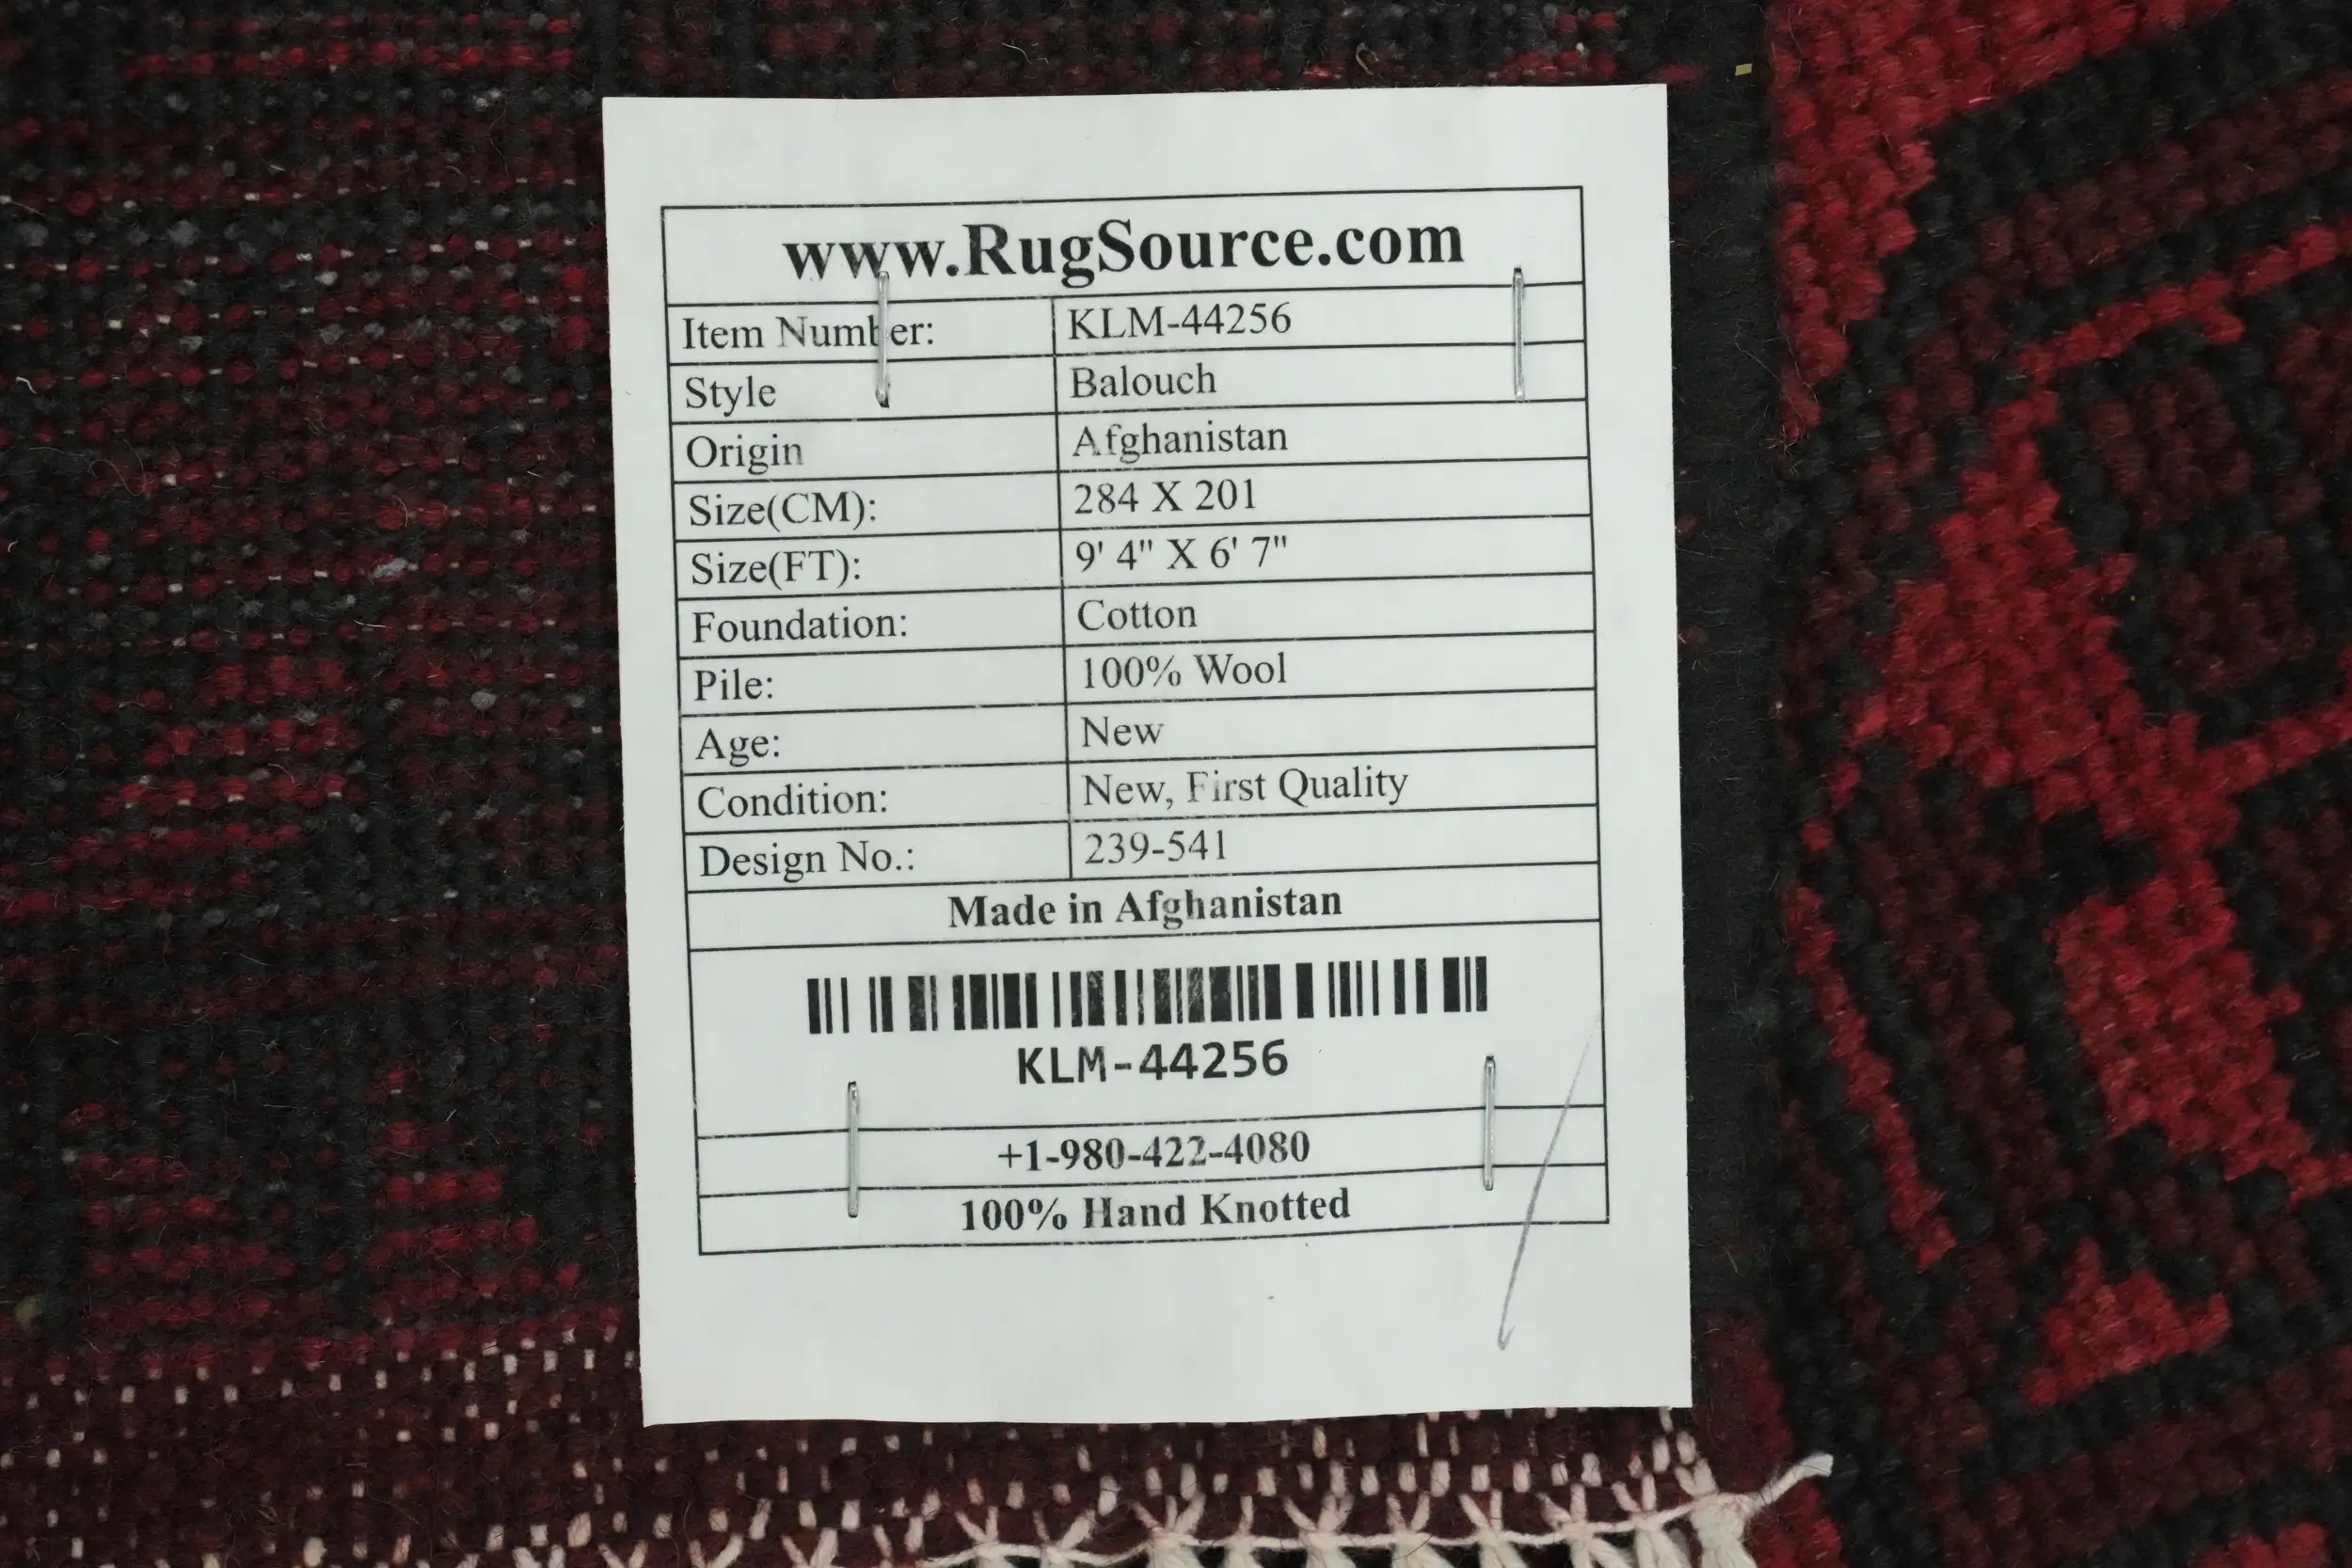 www.RugSource.com
Item Number: KLM-44256
Style Balouch
Origin Afghanistan
Size(CM): 284 X 201
Size(FT): 9' 4" X 6' 7"
Foundation: Cotton
Pile: 100% Wool
Age: New
Condition: New, First Quality
Design No.: 239-541
Made in Afghanistan
KLM-44256
+1-980-422-4080
100% Hand Knotted